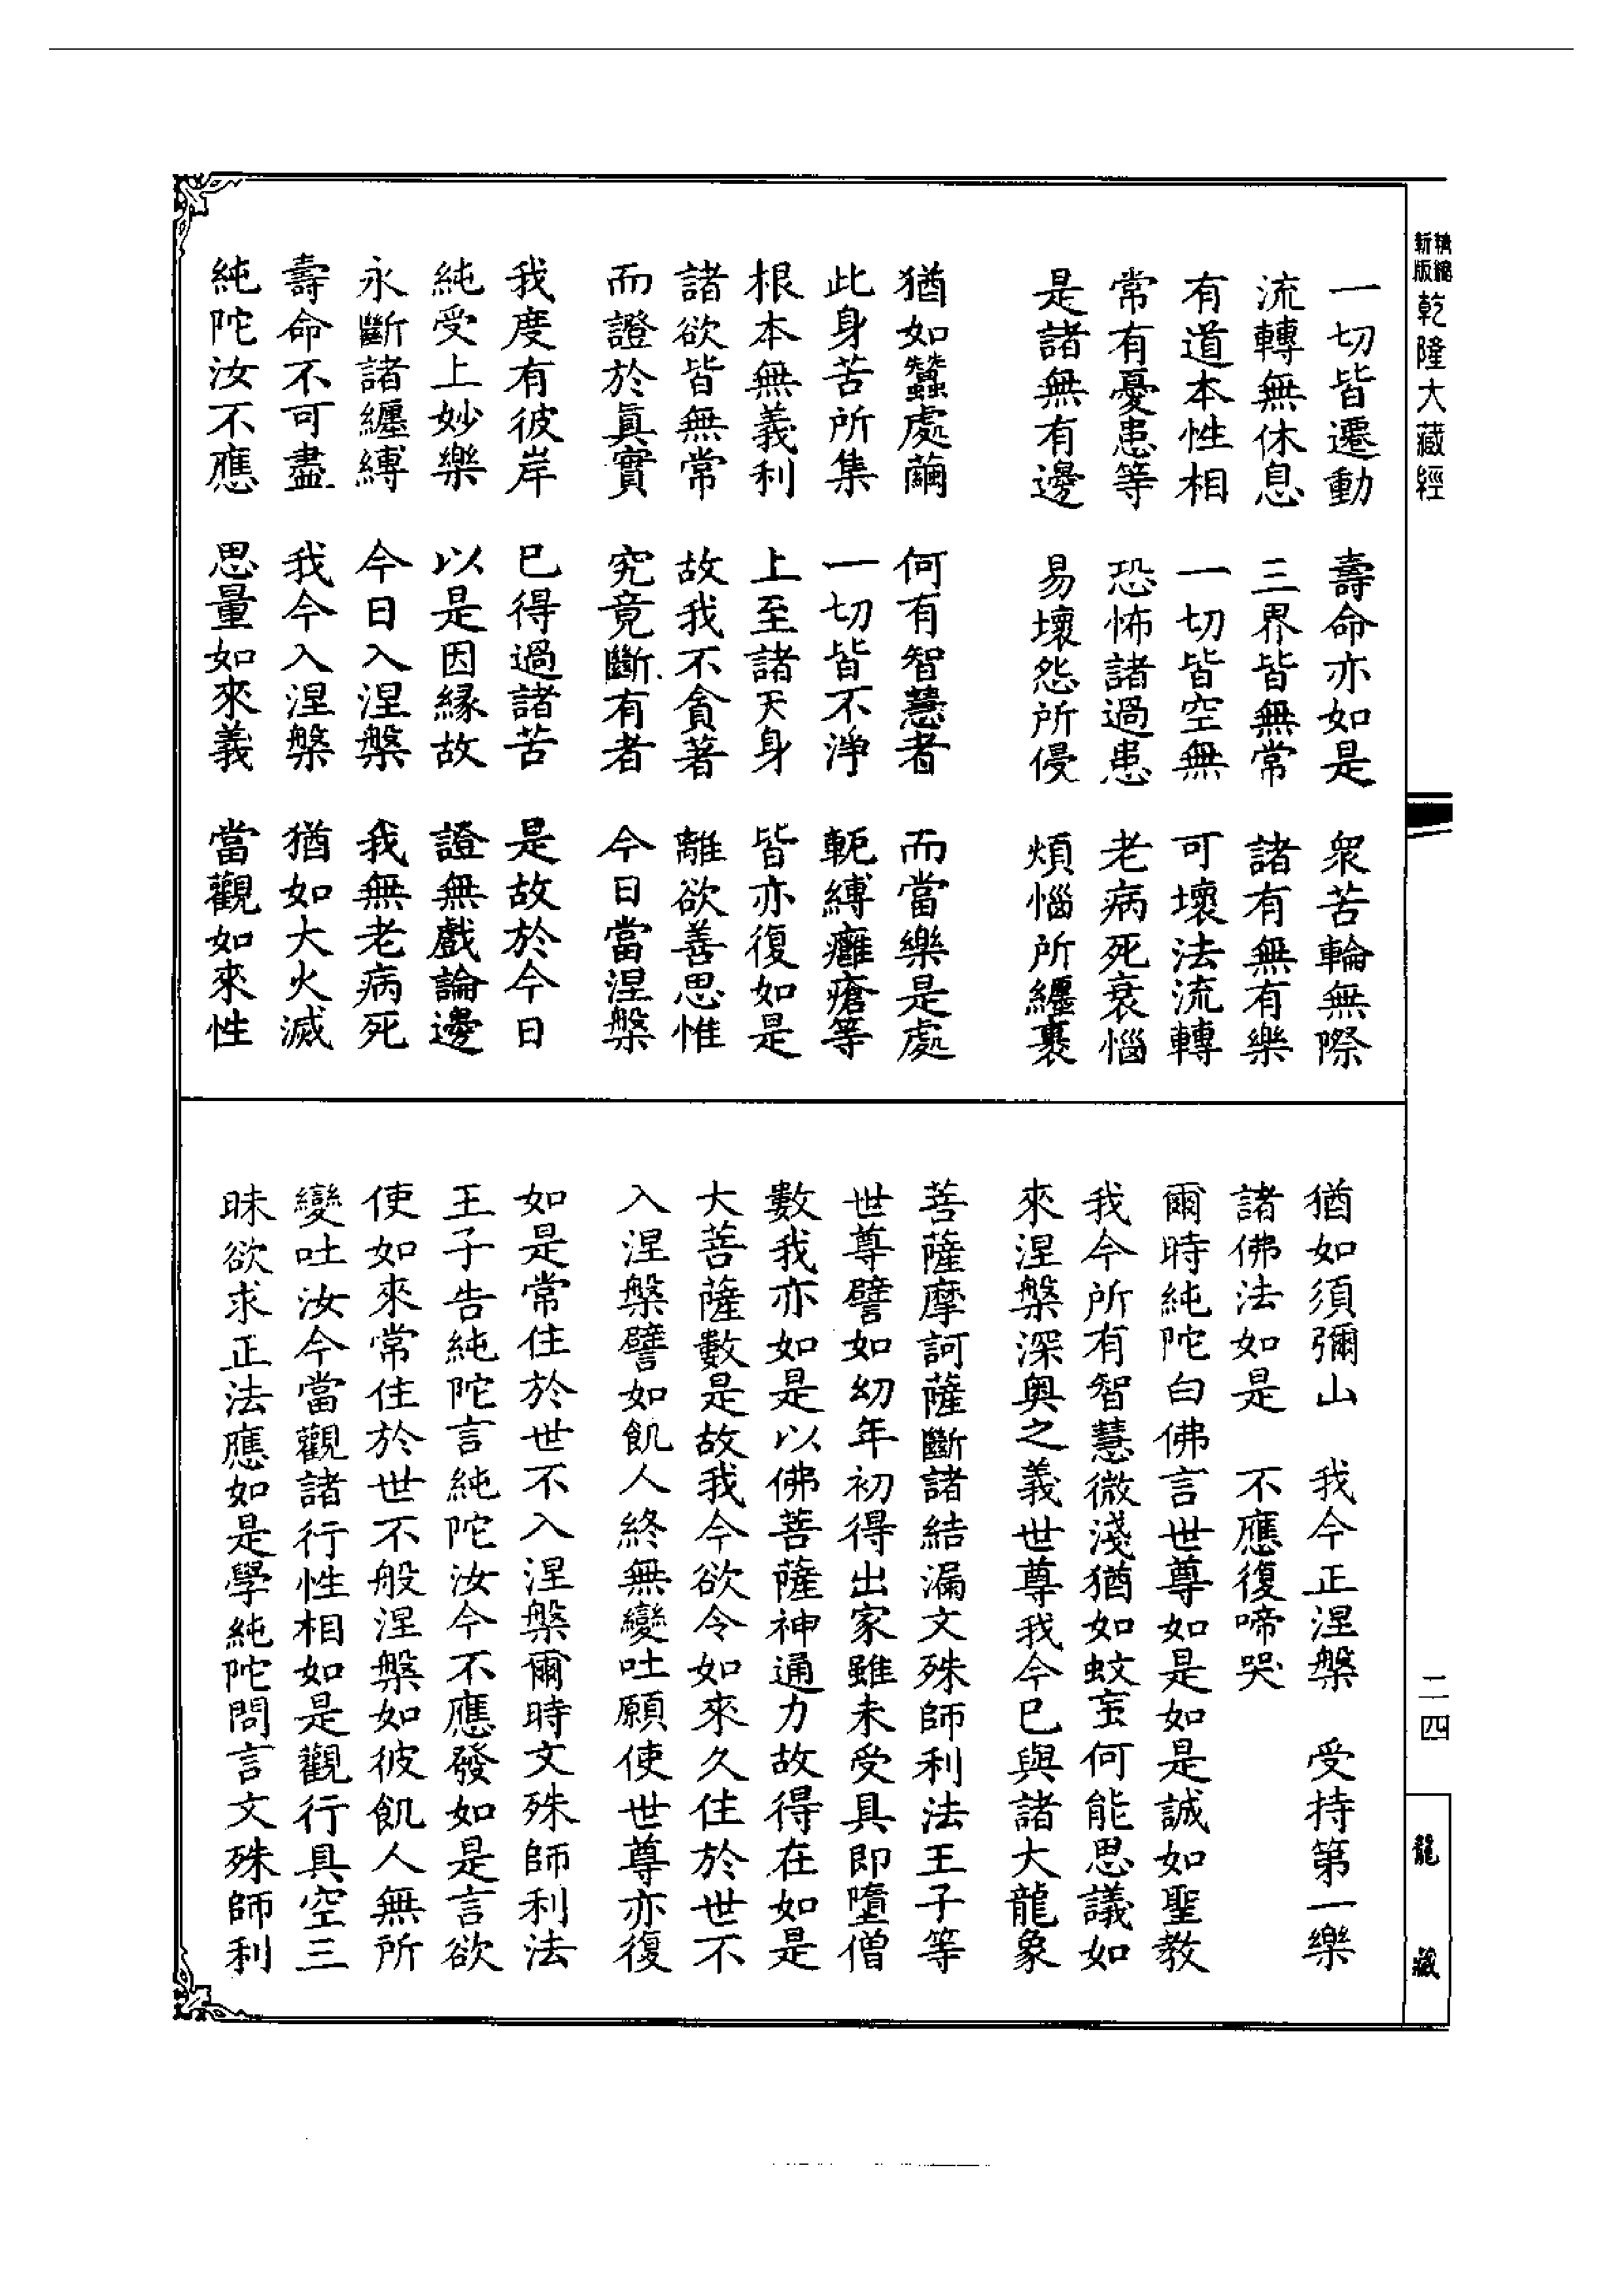 精縮新版乾隆大藏經
一切皆遷動　壽命亦如是　衆苦輪無際
流轉無休息　三界皆無常　諸有無有樂
有道本性相　一切皆空無　可壞法流轉
常有憂患等　恐怖諸過患　老病死衰惱
是諸無有邊　易壞怨所侵　煩惱所纏裹
猶如蠶處繭　何有智慧者　而當樂是處
此身苦所集　一切皆不淨　軛縛癰瘡等
根本無義利　上至諸天身　皆亦復如是
諸欲皆無常　故我不貪著　離欲善思惟
而證於眞實　究竟斷有者　今日當涅槃
我度有彼岸　已得過諸苦　是故於今日
純受上妙樂　以是因縁故　證無戲論邊
永斷諸纏縛　今日入涅槃　我無老病死
壽命不可盡　我今入涅槃　猶如大火滅
純陀汝不應　思量如來義　當觀如來性
猶如須彌山　我今正涅槃　受持第一樂
諸佛法如是　不應復啼哭
爾時純陀白佛言世尊如是如是誠如聖教
我今所有智慧微淺猶如蚊䖟何能思議如
來涅槃深奥之義世尊我今已與諸大龍象
菩薩摩訶薩斷諸結漏文殊師利法王子等
世尊譬如幼年初得出家雖未受具即墮僧
數我亦如是以佛菩薩神通力故得在如是
大菩薩數是故我今欲令如來久住於世不
入涅槃譬如飢人終無變吐願使世尊亦復
如是常住於世不入涅槃爾時文殊師利法
王子告純陀言純陀汝今不應發如是言欲
使如來常住於世不般涅槃如彼飢人無所
變吐汝今當觀諸行性相如是觀行具空三
昧欲求正法應如是學純陀問言文殊師利
二四
龍藏